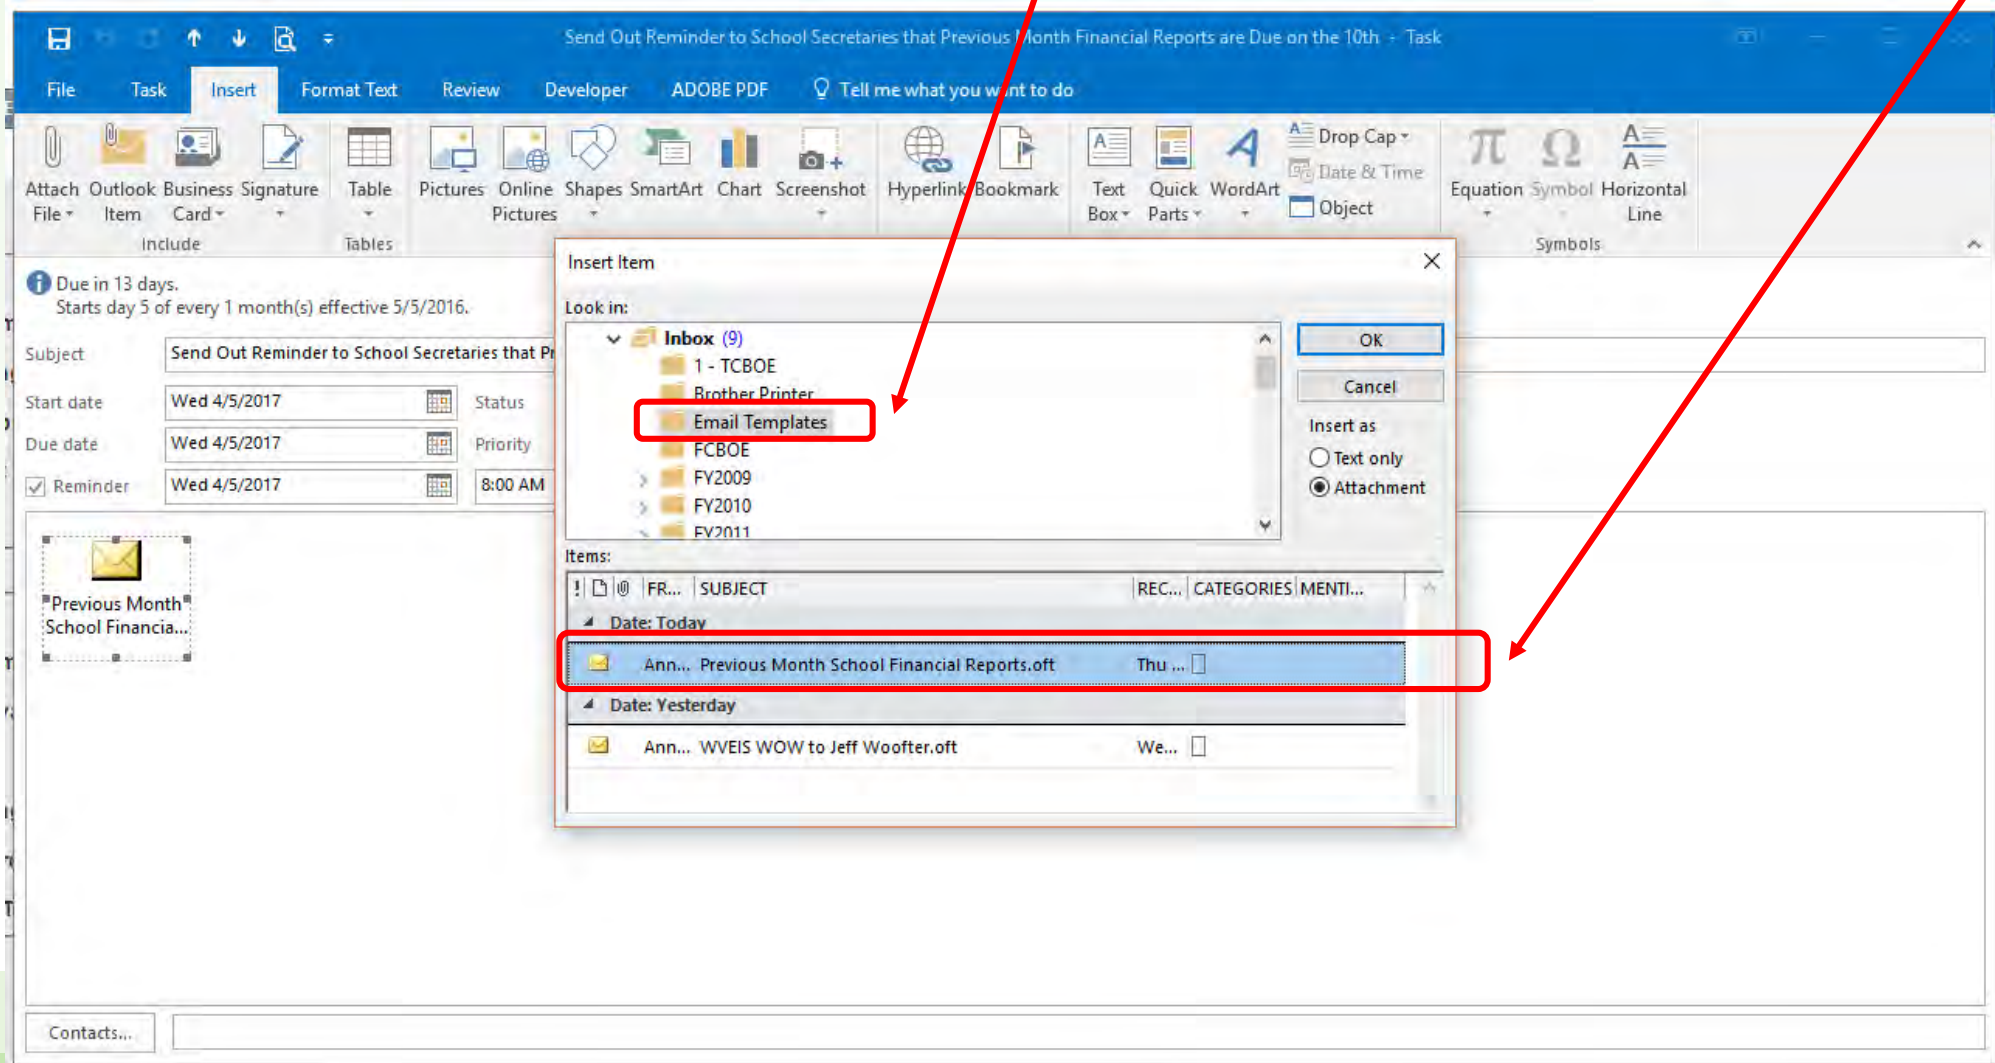 Send Out Reminder to School Secretaries that Previous Month Financial Reports are Due on the 10th - Task
File Task Insert Format Text Review Developer ADOBE PDF Tell me what you want to do
Attach File Outlook Item Business Card Signature
Include
Table
Tables
Pictures Online Pictures Shapes SmartArt Chart Screenshot
Hyperlink Bookmark
Text Box Quick Parts WordArt
Drop Cap
Date & Time
Object
Equation Symbol Horizontal Line
Symbols
Due in 13 days.
Starts day 5 of every 1 month(s) effective 5/5/2016.
Subject Send Out Reminder to School Secretaries that Pr
Start date Wed 4/5/2017 Status
Due date Wed 4/5/2017 Priority
Reminder Wed 4/5/2017 8:00 AM
Previous Month
School Financia...
Insert Item
Look in:
Inbox (9)
1 - TCBOE
Brother Printer
Email Templates
FCBOE
FY2009
FY2010
FY2011
OK
Cancel
Insert as
Text only
Attachment
Items:
! FR... SUBJECT REC... CATEGORIES MENTI...
Date: Today
Ann... Previous Month School Financial Reports.oft Thu ...
Date: Yesterday
Ann... WVEIS WOW to Jeff Woofter.oft We...
Contacts...